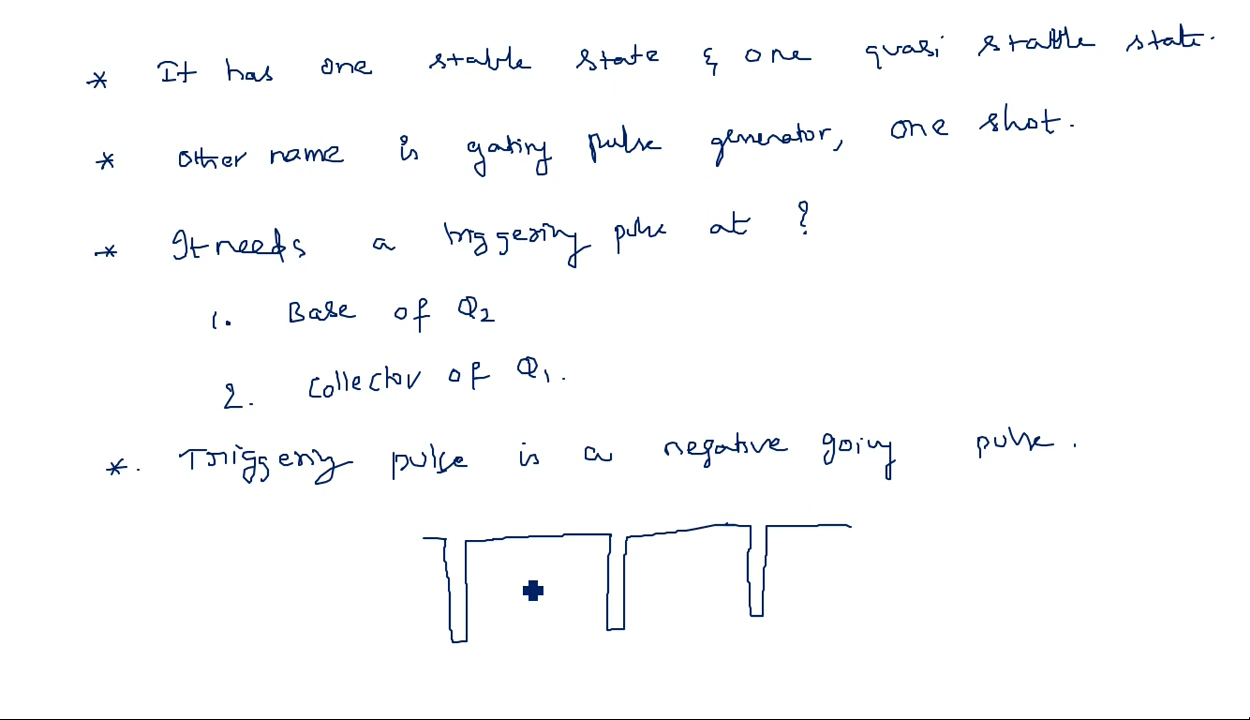 * It has one stable state & one quasi stable state.
* Other name is gating pulse generator, one shot.
* It needs a triggering pulse at ?
1. Base of Q2
2. Collector of Q1.
*. Triggering pulse is a negative going pulse.